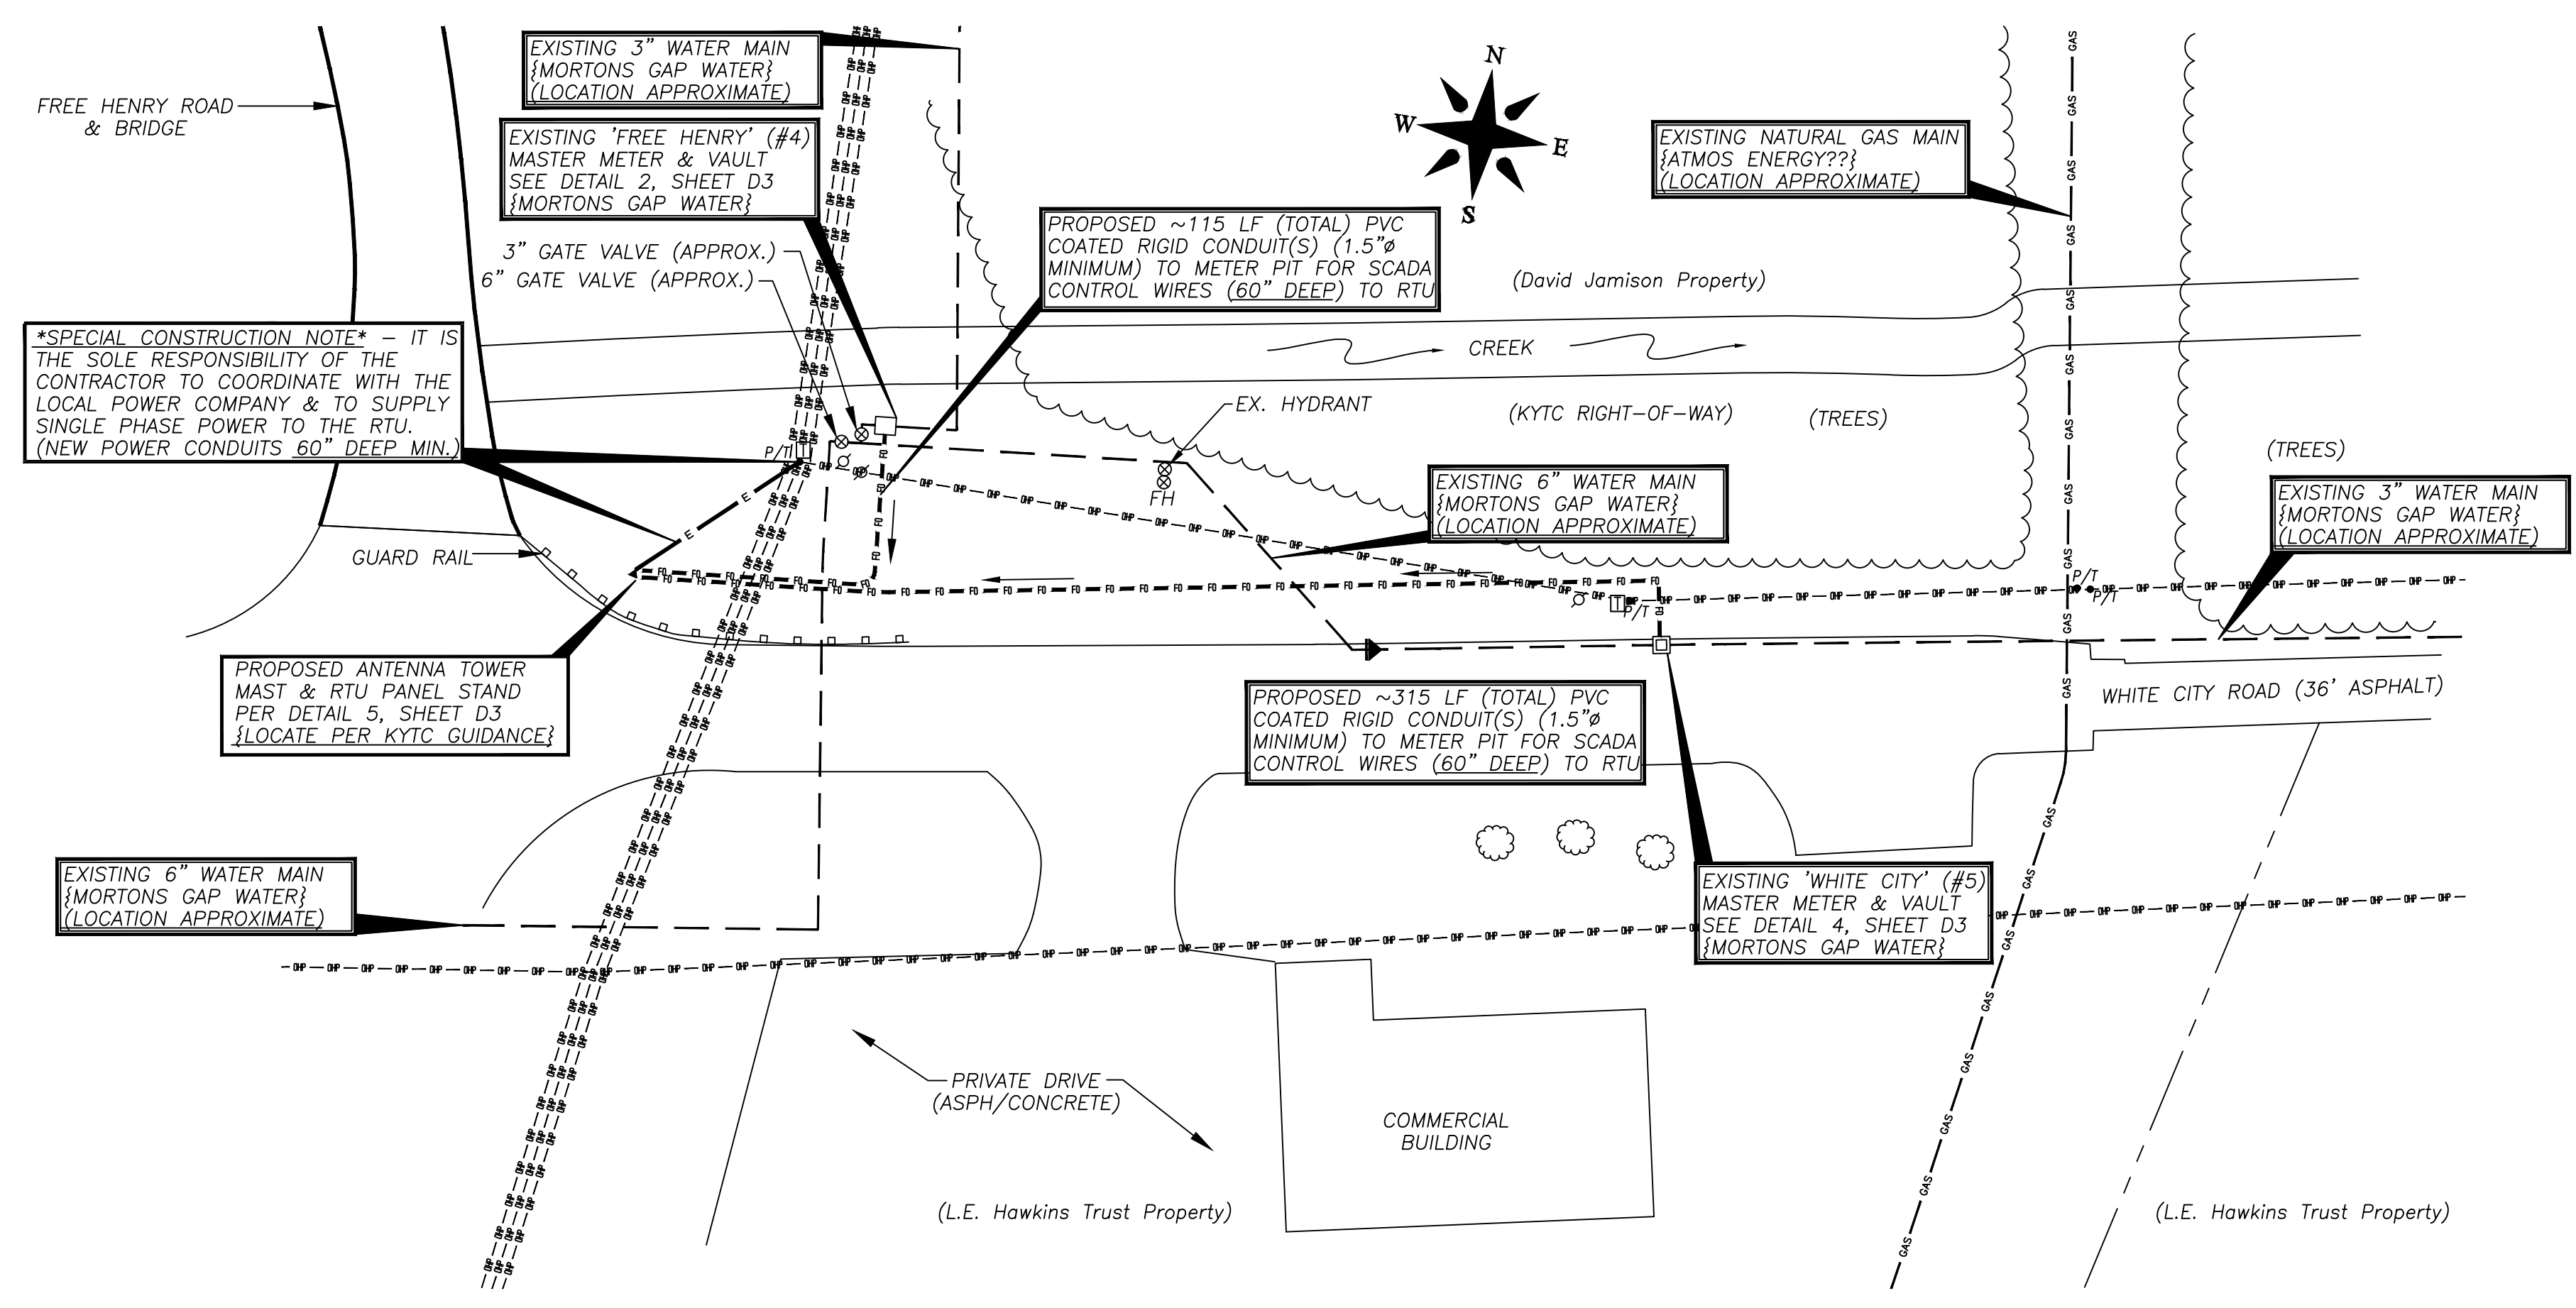 EXISTING 3" WATER MAIN
{MORTONS GAP WATER}
(LOCATION APPROXIMATE)
FREE HENRY ROAD
& BRIDGE
EXISTING 'FREE HENRY' (#4)
MASTER METER & VAULT
SEE DETAIL 2, SHEET D3
{MORTONS GAP WATER}
3" GATE VALVE (APPROX.)
6" GATE VALVE (APPROX.)
N
W
E
S
EXISTING NATURAL GAS MAIN
{ATMOS ENERGY??}
(LOCATION APPROXIMATE)
PROPOSED ~115 LF (TOTAL) PVC
COATED RIGID CONDUIT(S) (1.5"ø
MINIMUM) TO METER PIT FOR SCADA
CONTROL WIRES (60" DEEP) TO RTU
(David Jamison Property)
*SPECIAL CONSTRUCTION NOTE* – IT IS
THE SOLE RESPONSIBILITY OF THE
CONTRACTOR TO COORDINATE WITH THE
LOCAL POWER COMPANY & TO SUPPLY
SINGLE PHASE POWER TO THE RTU.
(NEW POWER CONDUITS 60" DEEP MIN.)
CREEK
EX. HYDRANT
FH
(KYTC RIGHT-OF-WAY)
(TREES)
(TREES)
P/T
EXISTING 6" WATER MAIN
{MORTONS GAP WATER}
(LOCATION APPROXIMATE)
EXISTING 3" WATER MAIN
{MORTONS GAP WATER}
(LOCATION APPROXIMATE)
GUARD RAIL
E
E
FO
OHP
GAS
T
P/T
P/T
P/T
PROPOSED ANTENNA TOWER
MAST & RTU PANEL STAND
PER DETAIL 5, SHEET D3
{LOCATE PER KYTC GUIDANCE}
PROPOSED ~315 LF (TOTAL) PVC
COATED RIGID CONDUIT(S) (1.5"ø
MINIMUM) TO METER PIT FOR SCADA
CONTROL WIRES (60" DEEP) TO RTU
WHITE CITY ROAD (36' ASPHALT)
EXISTING 6" WATER MAIN
{MORTONS GAP WATER}
(LOCATION APPROXIMATE)
EXISTING 'WHITE CITY' (#5)
MASTER METER & VAULT
SEE DETAIL 4, SHEET D3
{MORTONS GAP WATER}
PRIVATE DRIVE
(ASPH/CONCRETE)
COMMERCIAL
BUILDING
(L.E. Hawkins Trust Property)
(L.E. Hawkins Trust Property)